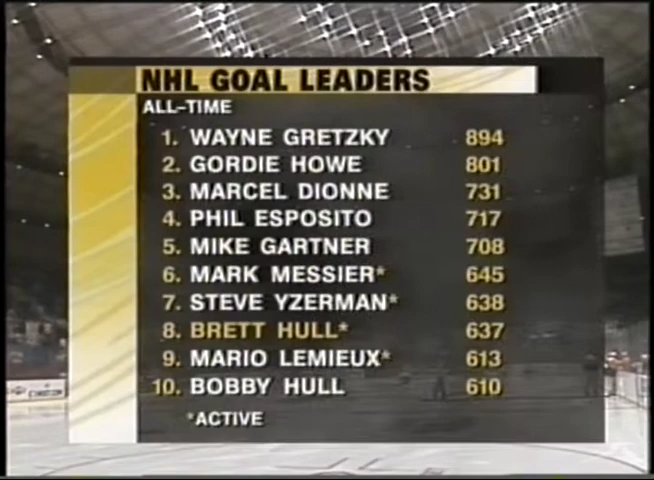 NHL GOAL LEADERS
ALL-TIME
1. WAYNE GRETZKY 894
2. GORDIE HOWE 801
3. MARCEL DIONNE 731
4. PHIL ESPOSITO 717
5. MIKE GARTNER 708
6. MARK MESSIER* 645
7. STEVE YZERMAN* 638
8. BRETT HULL* 637
9. MARIO LEMIEUX* 613
10. BOBBY HULL 610
*ACTIVE